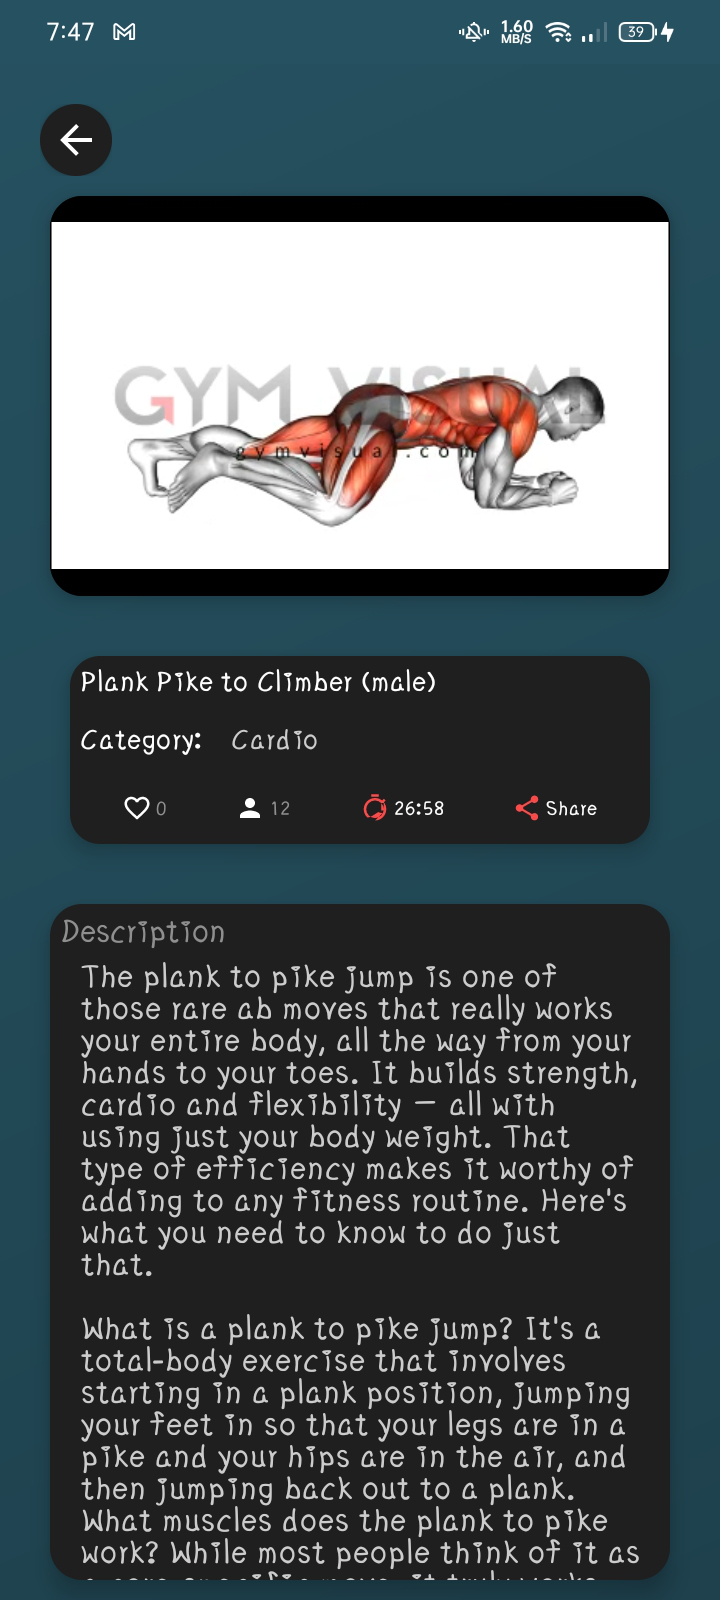 7:47
1.60
MB/S
39
GYM VISUAL
gymvisual.com
Plank Pike to Climber (male)
Category: Cardio
0 12 26:58 Share
Description
The plank to pike jump is one of
those rare ab moves that really works
your entire body, all the way from your
hands to your toes. It builds strength,
cardio and flexibility — all with
using just your body weight. That
type of efficiency makes it worthy of
adding to any fitness routine. Here's
what you need to know to do just
that.
What is a plank to pike jump? It's a
total-body exercise that involves
starting in a plank position, jumping
your feet in so that your legs are in a
pike and your hips are in the air, and
then jumping back out to a plank.
What muscles does the plank to pike
work? While most people think of it as